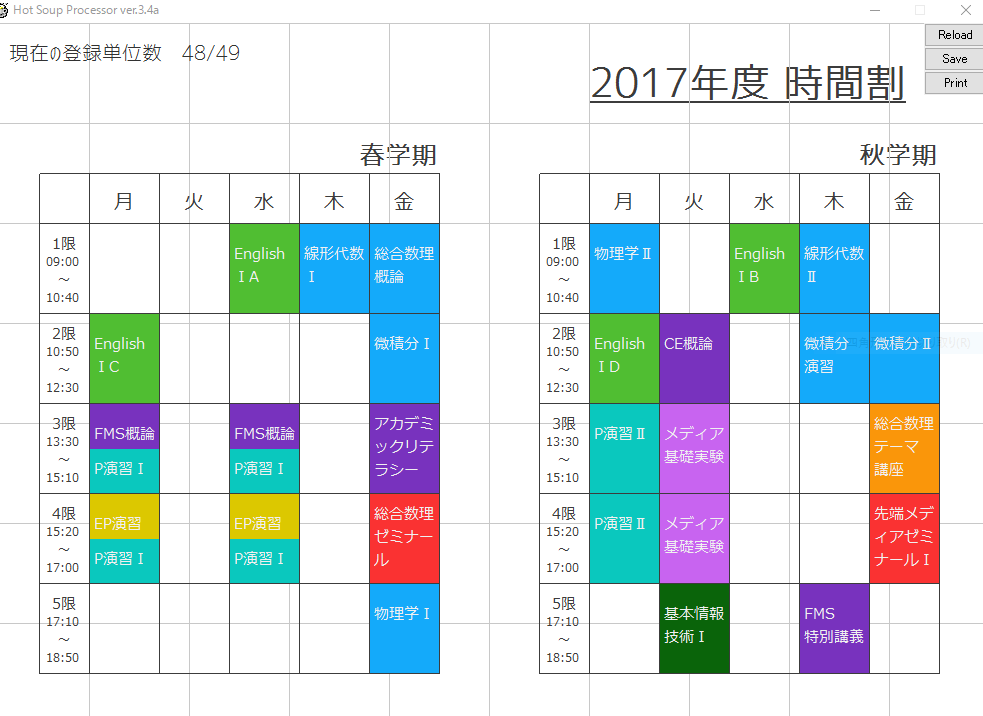 Hot Soup Processor ver.3.4a
Reload
Save
Print
現在の登録単位数　48/49
2017年度 時間割
春学期
月 火 水 木 金
1限
09:00
～
10:40
English
ⅠA
線形代数
Ⅰ
総合数理
概論
2限
10:50
～
12:30
English
ⅠC
微積分Ⅰ
3限
13:30
～
15:10
FMS概論
P演習Ⅰ
FMS概論
P演習Ⅰ
アカデミ
ックリテ
ラシー
4限
15:20
～
17:00
EP演習
P演習Ⅰ
EP演習
P演習Ⅰ
総合数理
ゼミナー
ル
5限
17:10
～
18:50
物理学Ⅰ
秋学期
月 火 水 木 金
1限
09:00
～
10:40
物理学Ⅱ
English
ⅠB
線形代数
Ⅱ
2限
10:50
～
12:30
English
ⅠD
CE概論
微積分
演習
微積分Ⅱ
3限
13:30
～
15:10
P演習Ⅱ
メディア
基礎実験
総合数理
テーマ
講座
4限
15:20
～
17:00
P演習Ⅱ
メディア
基礎実験
先端メデ
ィアゼミ
ナールⅠ
5限
17:10
～
18:50
基本情報
技術Ⅰ
FMS
特別講義